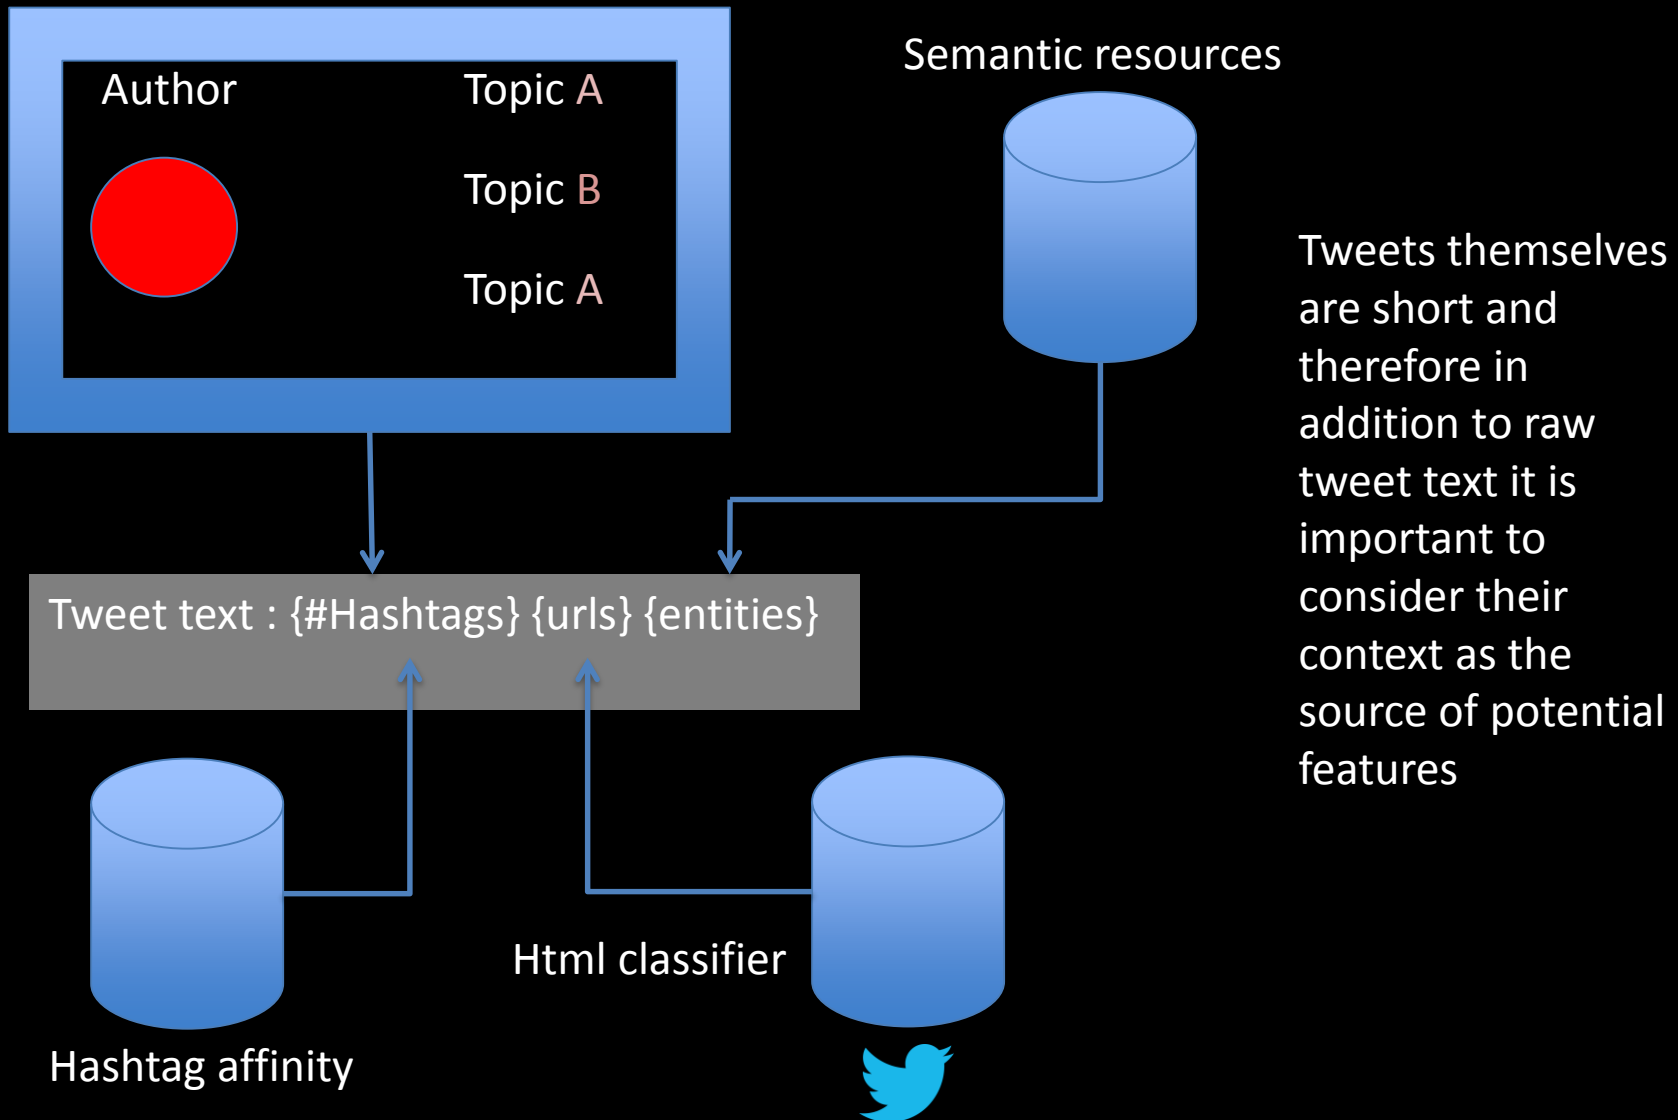 Author
Topic A
Topic B
Topic A
Semantic resources
Tweets themselves
are short and
therefore in
addition to raw
tweet text it is
important to
consider their
context as the
source of potential
features
Tweet text : {#Hashtags} {urls} {entities}
Html classifier
Hashtag affinity